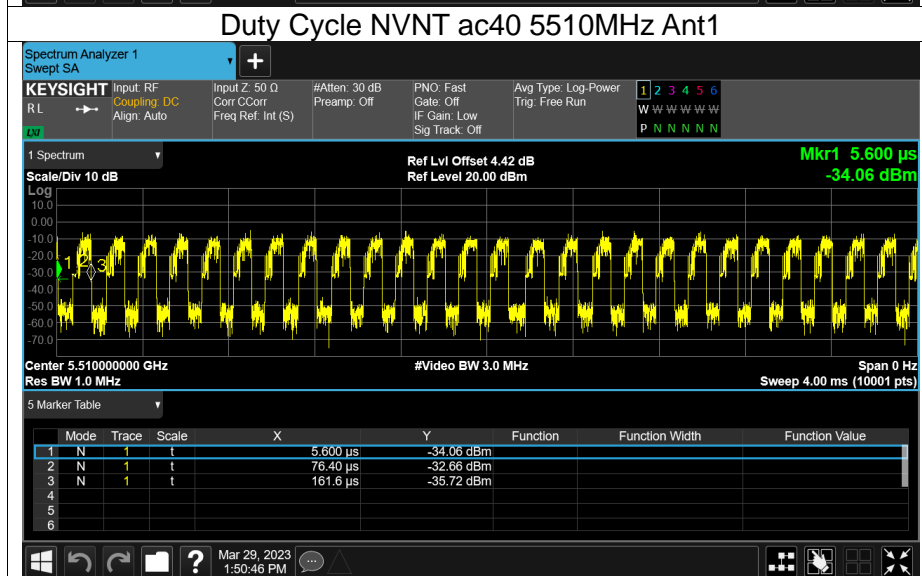 Duty Cycle NVNT ac40 5510MHz Ant1
Spectrum Analyzer 1
Swept SA
+
KEYSIGHT Input: RF Input Z: 50 Ω #Atten: 30 dB PNO: Fast Avg Type: Log-Power 1 2 3 4 5 6
R L Coupling: DC Corr CCorr Preamp: Off Gate: Off Trig: Free Run W W W W W W
Align: Auto Freq Ref: Int (S) IF Gain: Low
LXI Sig Track: Off P N N N N N
1 Spectrum Ref Lvl Offset 4.42 dB Mkr1 5.600 µs
Scale/Div 10 dB Ref Level 20.00 dBm -34.06 dBm
Log
10.0
0.00
-10.0
-20.0
1 2 3
-30.0
-40.0
-50.0
-60.0
-70.0
Center 5.510000000 GHz #Video BW 3.0 MHz Span 0 Hz
Res BW 1.0 MHz Sweep 4.00 ms (10001 pts)
5 Marker Table
Mode Trace Scale X Y Function Function Width Function Value
1 N 1 t 5.600 µs -34.06 dBm
2 N 1 t 76.40 µs -32.66 dBm
3 N 1 t 161.6 µs -35.72 dBm
4
5
6
? Mar 29, 2023
1:50:46 PM